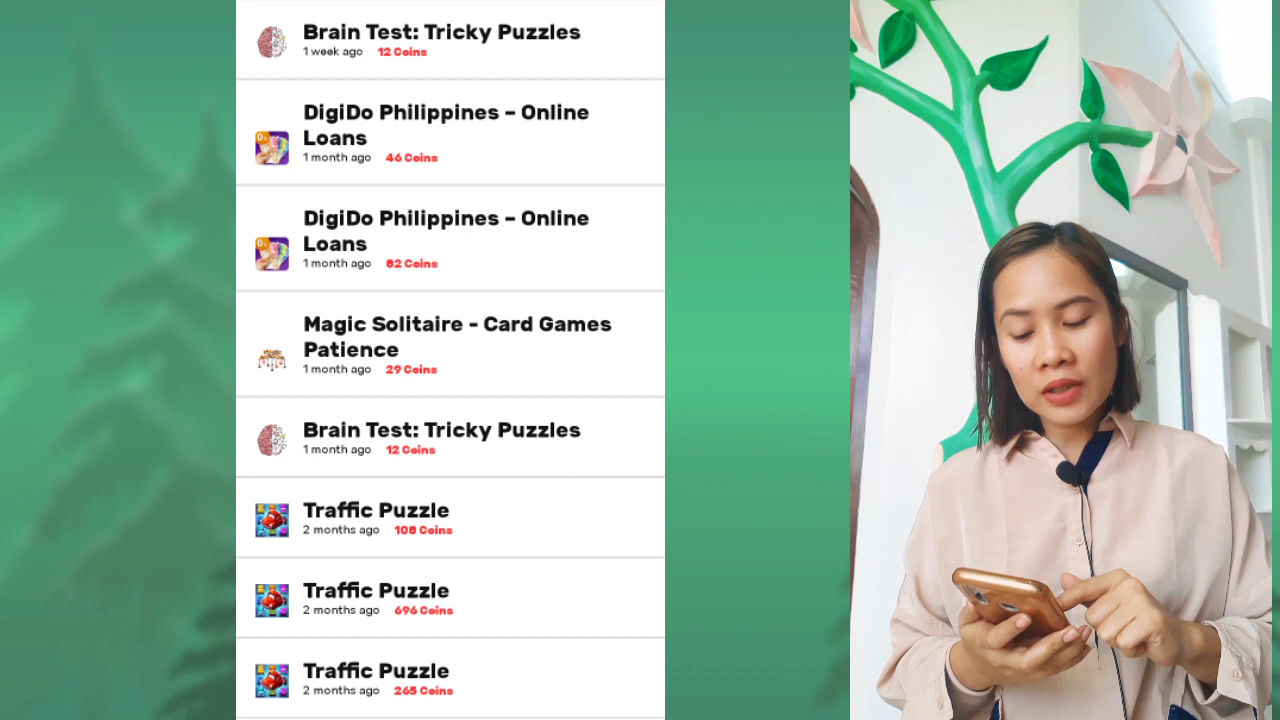 Brain Test: Tricky Puzzles
1 week ago 12 Coins
DigiDo Philippines – Online
Loans
1 month ago 46 Coins
0%
DigiDo Philippines – Online
Loans
1 month ago 82 Coins
0%
Magic Solitaire - Card Games
Patience
1 month ago 29 Coins
Brain Test: Tricky Puzzles
1 month ago 12 Coins
Traffic Puzzle
2 months ago 108 Coins
Traffic Puzzle
2 months ago 696 Coins
Traffic Puzzle
2 months ago 265 Coins